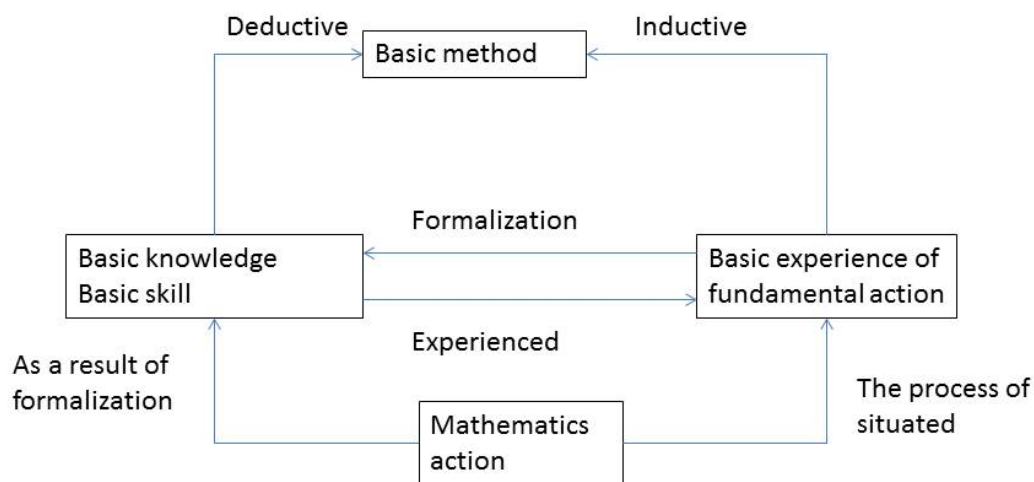 Deductive
Basic method
Inductive
Formalization
Basic knowledge
Basic skill
Basic experience of
fundamental action
Experienced
As a result of
formalization
The process of
situated
Mathematics
action